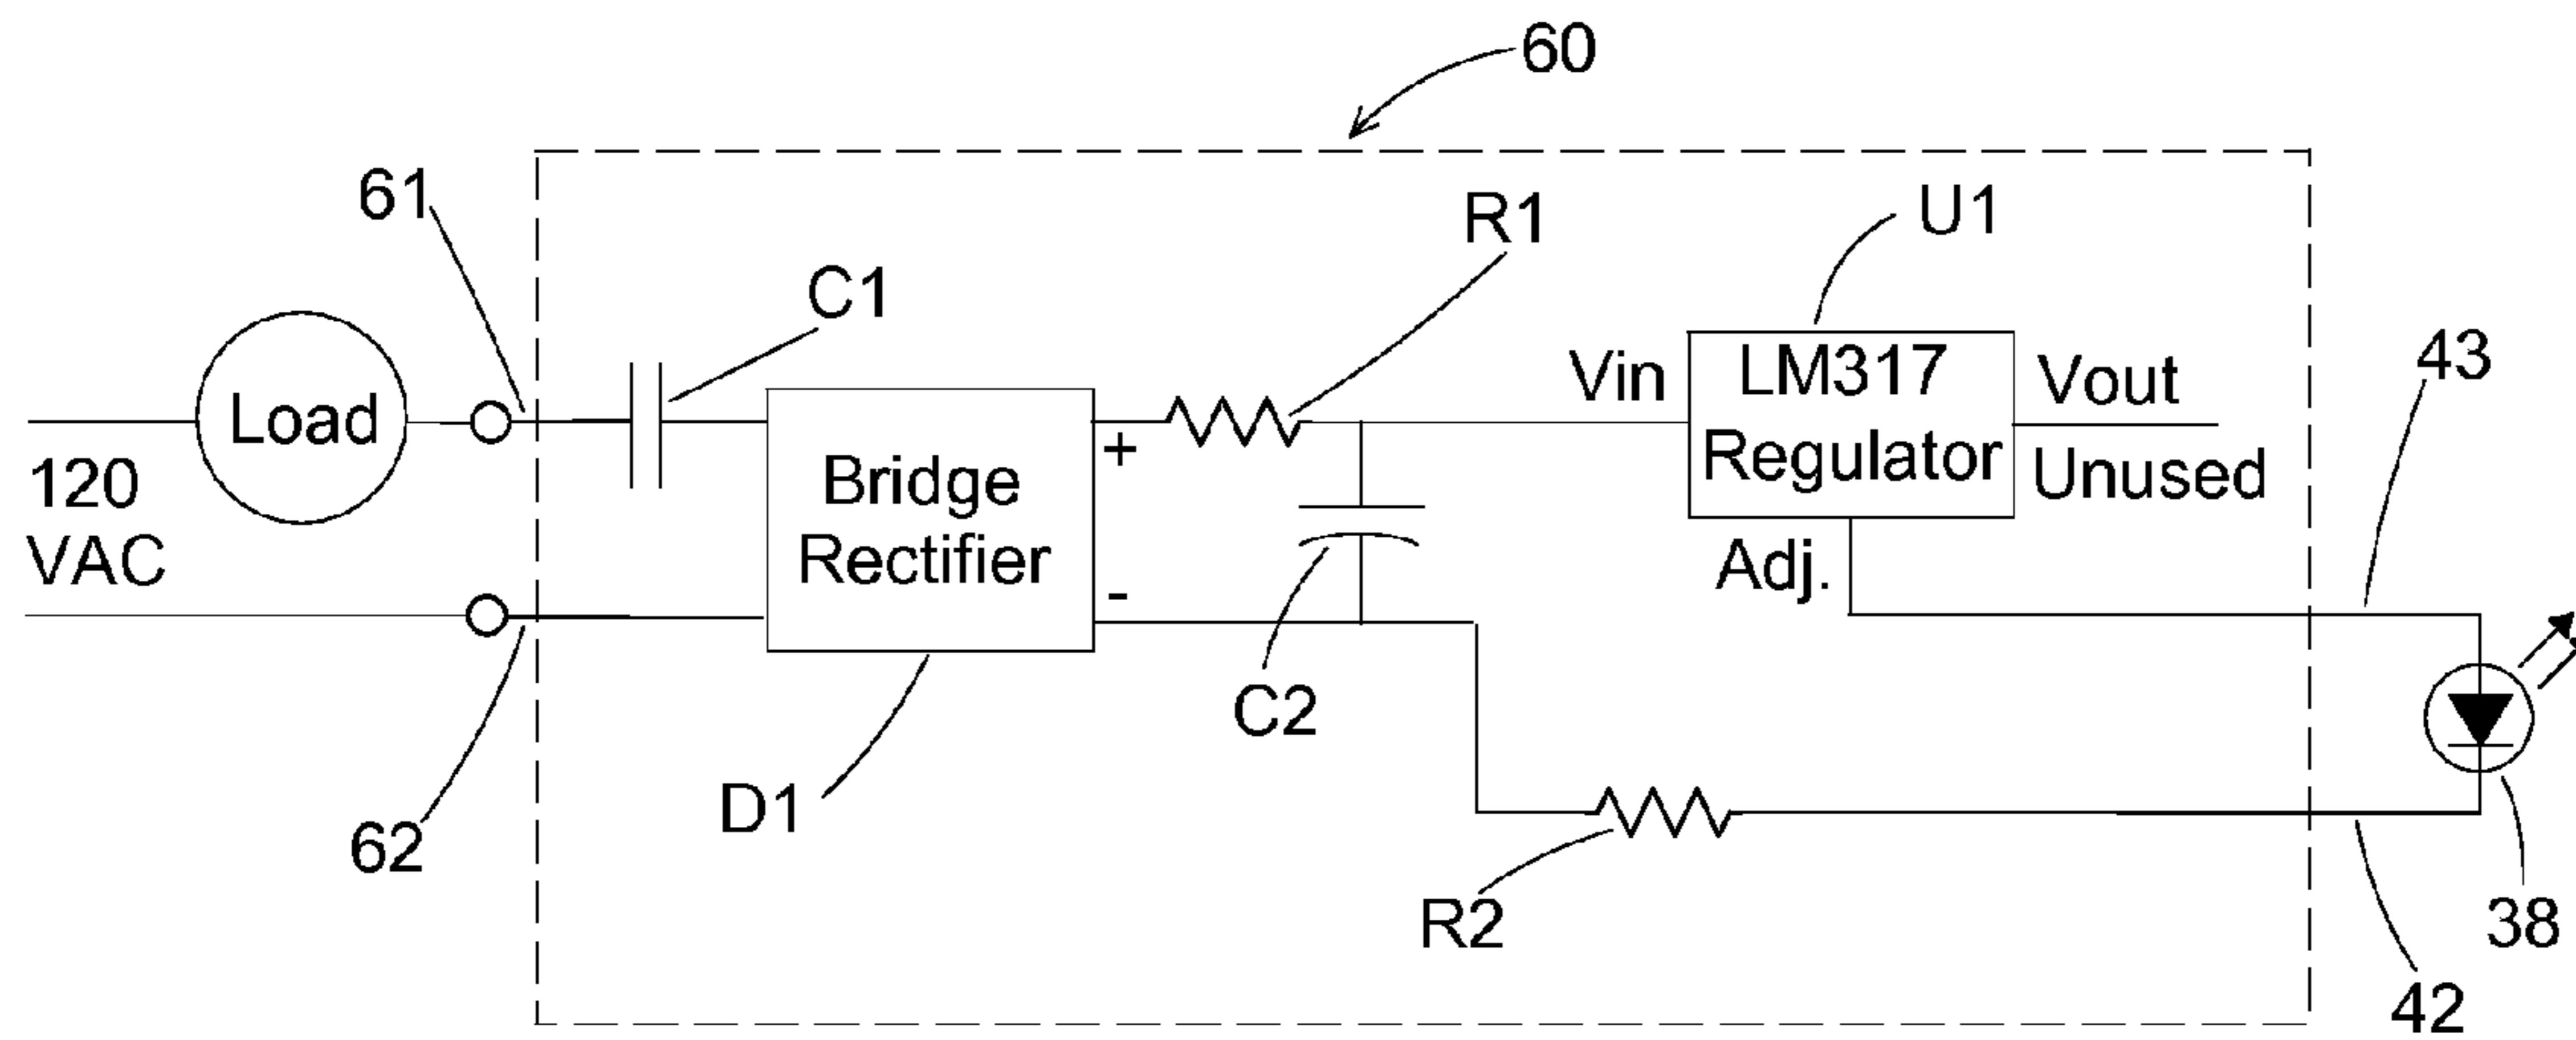 60
61
R1
U1
C1
43
Load
Vin
LM317
Regulator
Vout
Unused
120
VAC
+
-
Bridge
Rectifier
Adj.
C2
D1
62
R2
38
42